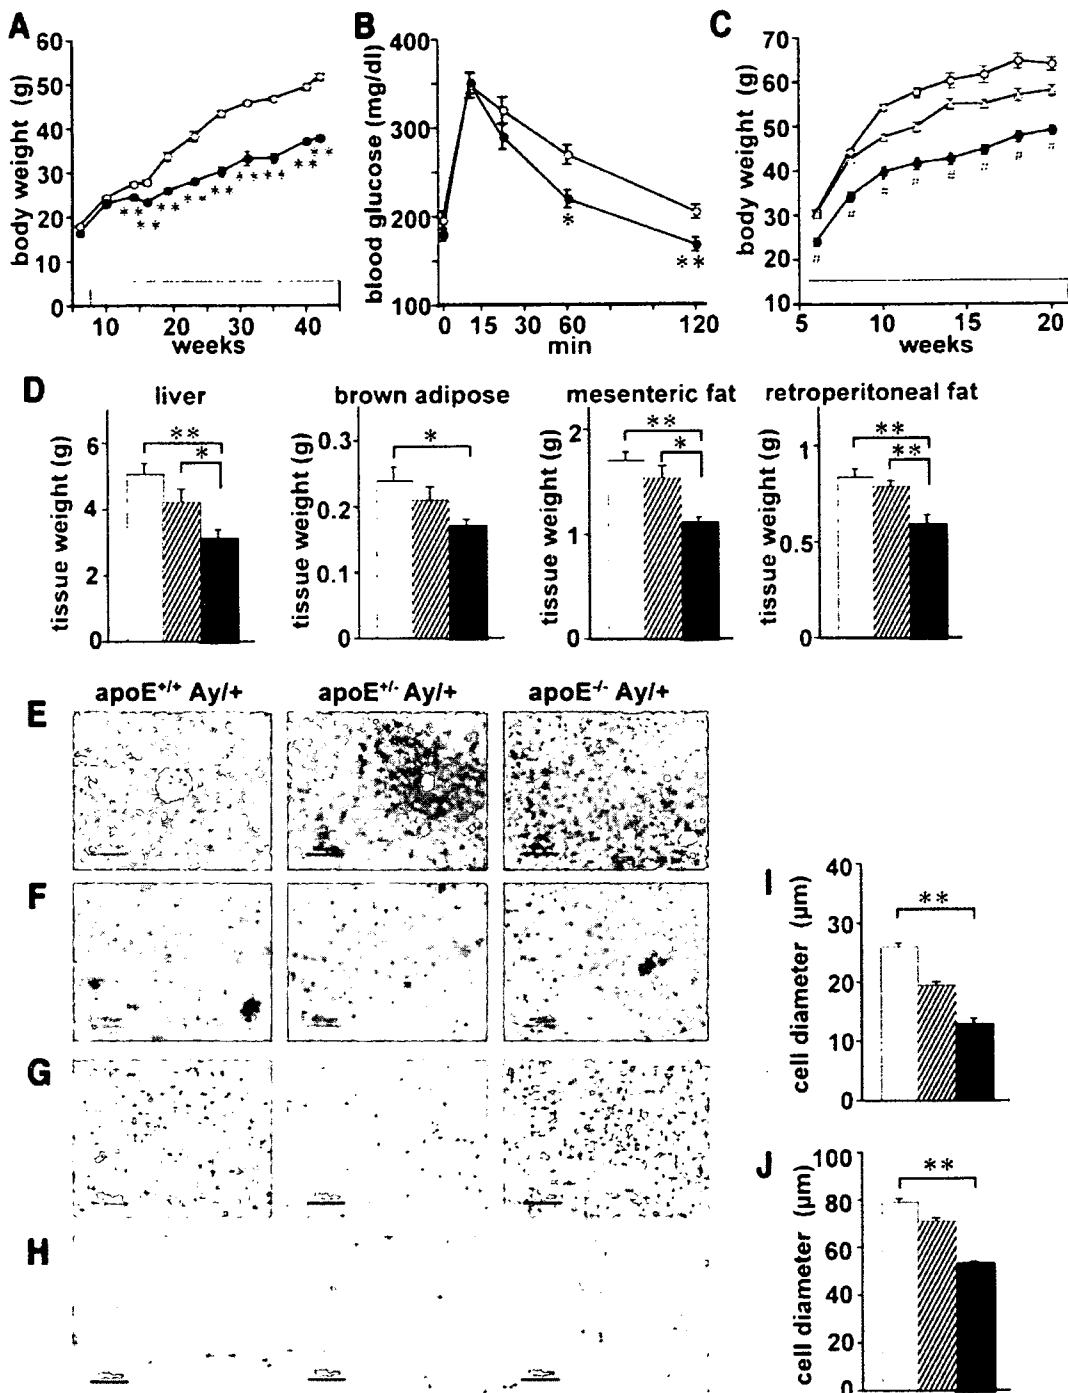 A
B
C
body weight (g)
60
50
40
30
20
10
0
10
20
30
40
weeks
**
**
**
**
**
**
**
**
**
**
blood glucose (mg/dl)
400
300
200
100
0
15
30
60
120
min
*
**
body weight (g)
70
60
50
40
30
20
10
5
10
15
20
weeks
#
#
#
#
#
#
#
#
D
liver
brown adipose
mesenteric fat
retroperitoneal fat
tissue weight (g)
6
4
2
0
**
*
tissue weight (g)
0.3
0.2
0.1
0
*
tissue weight (g)
2
1
0
**
*
tissue weight (g)
1
0.5
0
**
**
apoE+/+ Ay/+
apoE+/- Ay/+
apoE-/- Ay/+
E
F
G
H
I
cell diameter (µm)
40
30
20
10
0
**
J
cell diameter (µm)
100
80
60
40
20
0
**